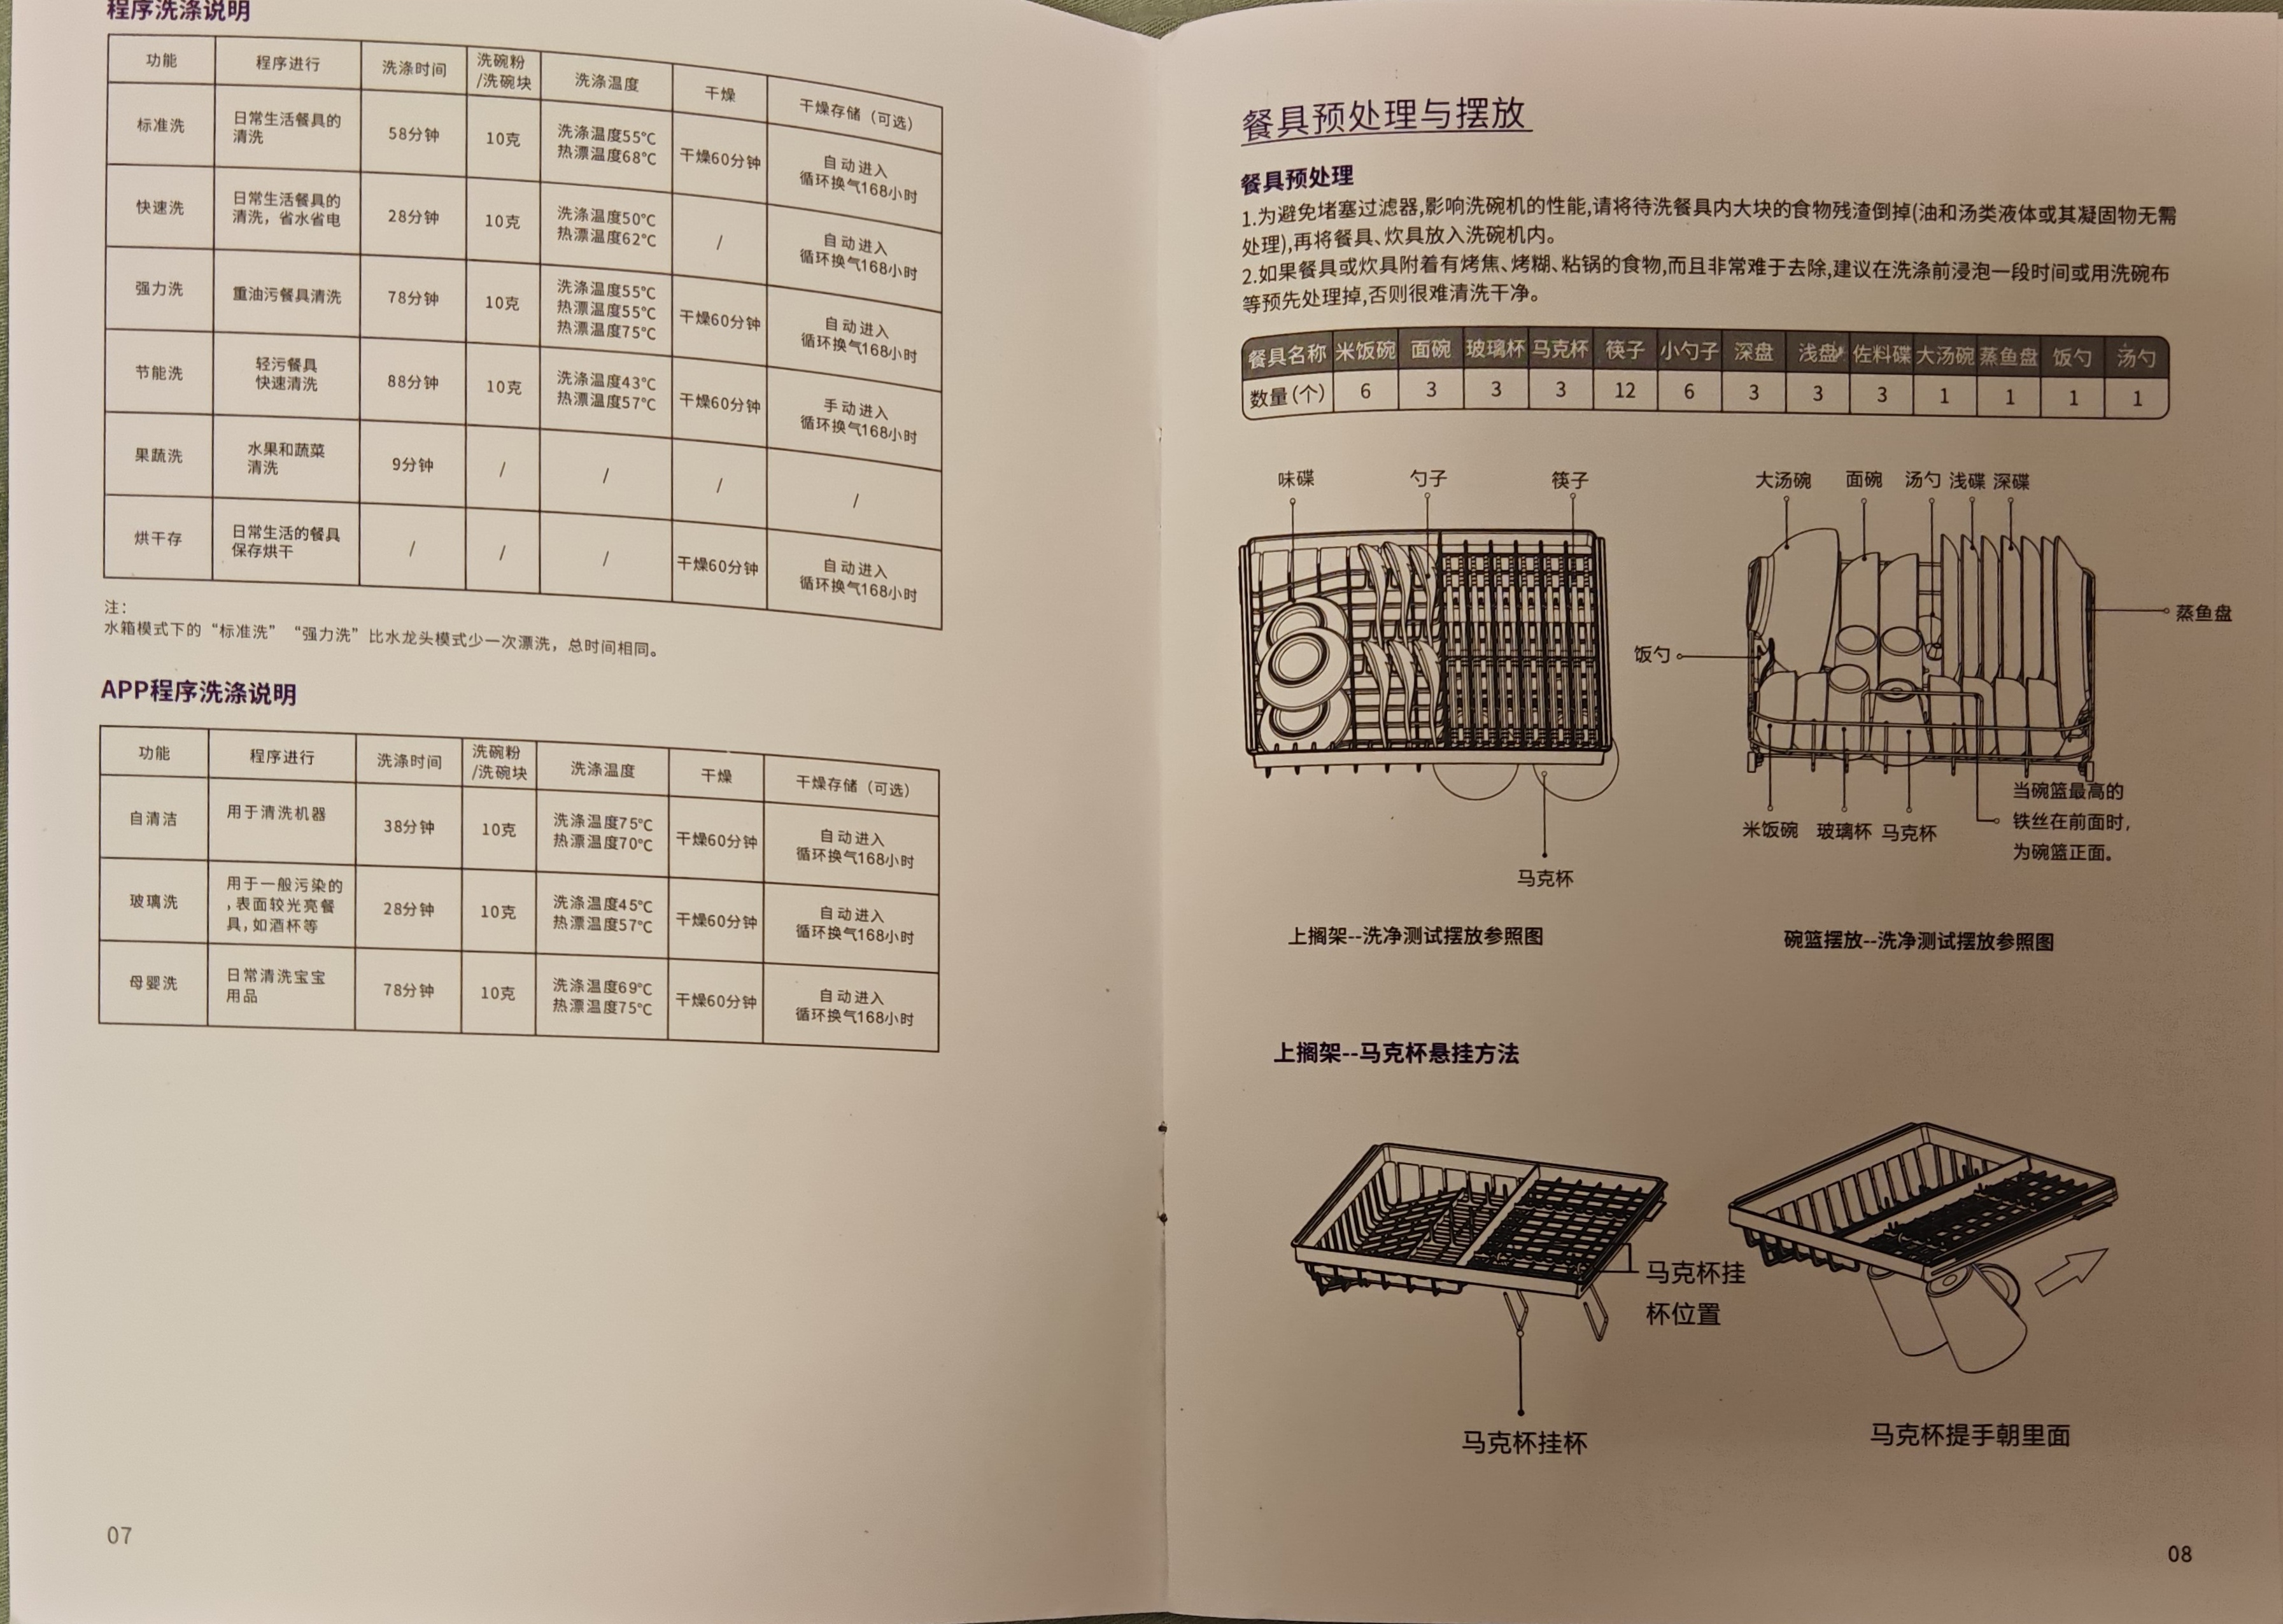 程序洗涤说明
功能 程序进行 洗涤时间 洗碗粉/洗碗块 洗涤温度 干燥 干燥存储（可选）
标准洗 日常生活餐具的清洗 58分钟 10克 洗涤温度55℃ 热漂温度68℃ 干燥60分钟 自动进入循环换气168小时
快速洗 日常生活餐具的清洗，省水省电 28分钟 10克 洗涤温度50℃ 热漂温度62℃ / 自动进入循环换气168小时
强力洗 重油污餐具清洗 78分钟 10克 洗涤温度55℃ 热漂温度55℃ 热漂温度75℃ 干燥60分钟 自动进入循环换气168小时
节能洗 轻污餐具快速清洗 88分钟 10克 洗涤温度43℃ 热漂温度57℃ 干燥60分钟 手动进入循环换气168小时
果蔬洗 水果和蔬菜清洗 9分钟 / / / /
烘干存 日常生活的餐具保存烘干 / / / 干燥60分钟 自动进入循环换气168小时
注：
水箱模式下的“标准洗”“强力洗”比水龙头模式少一次漂洗，总时间相同。
APP程序洗涤说明
功能 程序进行 洗涤时间 洗碗粉/洗碗块 洗涤温度 干燥 干燥存储（可选）
自清洁 用于清洗机器 38分钟 10克 洗涤温度75℃ 热漂温度70℃ 干燥60分钟 自动进入循环换气168小时
玻璃洗 用于一般污染的,表面较光亮餐具,如酒杯等 28分钟 10克 洗涤温度45℃ 热漂温度57℃ 干燥60分钟 自动进入循环换气168小时
母婴洗 日常清洗宝宝用品 78分钟 10克 洗涤温度69℃ 热漂温度75℃ 干燥60分钟 自动进入循环换气168小时
07
餐具预处理与摆放
餐具预处理
1.为避免堵塞过滤器,影响洗碗机的性能,请将待洗餐具内大块的食物残渣倒掉(油和汤类液体或其凝固物无需
处理),再将餐具、炊具放入洗碗机内。
2.如果餐具或炊具附着有烤焦、烤糊、粘锅的食物,而且非常难于去除,建议在洗涤前浸泡一段时间或用洗碗布
等预先处理掉,否则很难清洗干净。
餐具名称 米饭碗 面碗 玻璃杯 马克杯 筷子 小勺子 深盘 浅盘 佐料碟 大汤碗 蒸鱼盘 饭勺 汤勺
数量(个) 6 3 3 3 12 6 3 3 3 1 1 1 1
味碟 勺子 筷子
马克杯
上搁架--洗净测试摆放参照图
大汤碗 面碗 汤勺 浅碟 深碟
蒸鱼盘
饭勺
米饭碗 玻璃杯 马克杯
当碗篮最高的
铁丝在前面时,
为碗篮正面。
碗篮摆放--洗净测试摆放参照图
上搁架--马克杯悬挂方法
马克杯挂
杯位置
马克杯挂杯
马克杯提手朝里面
08